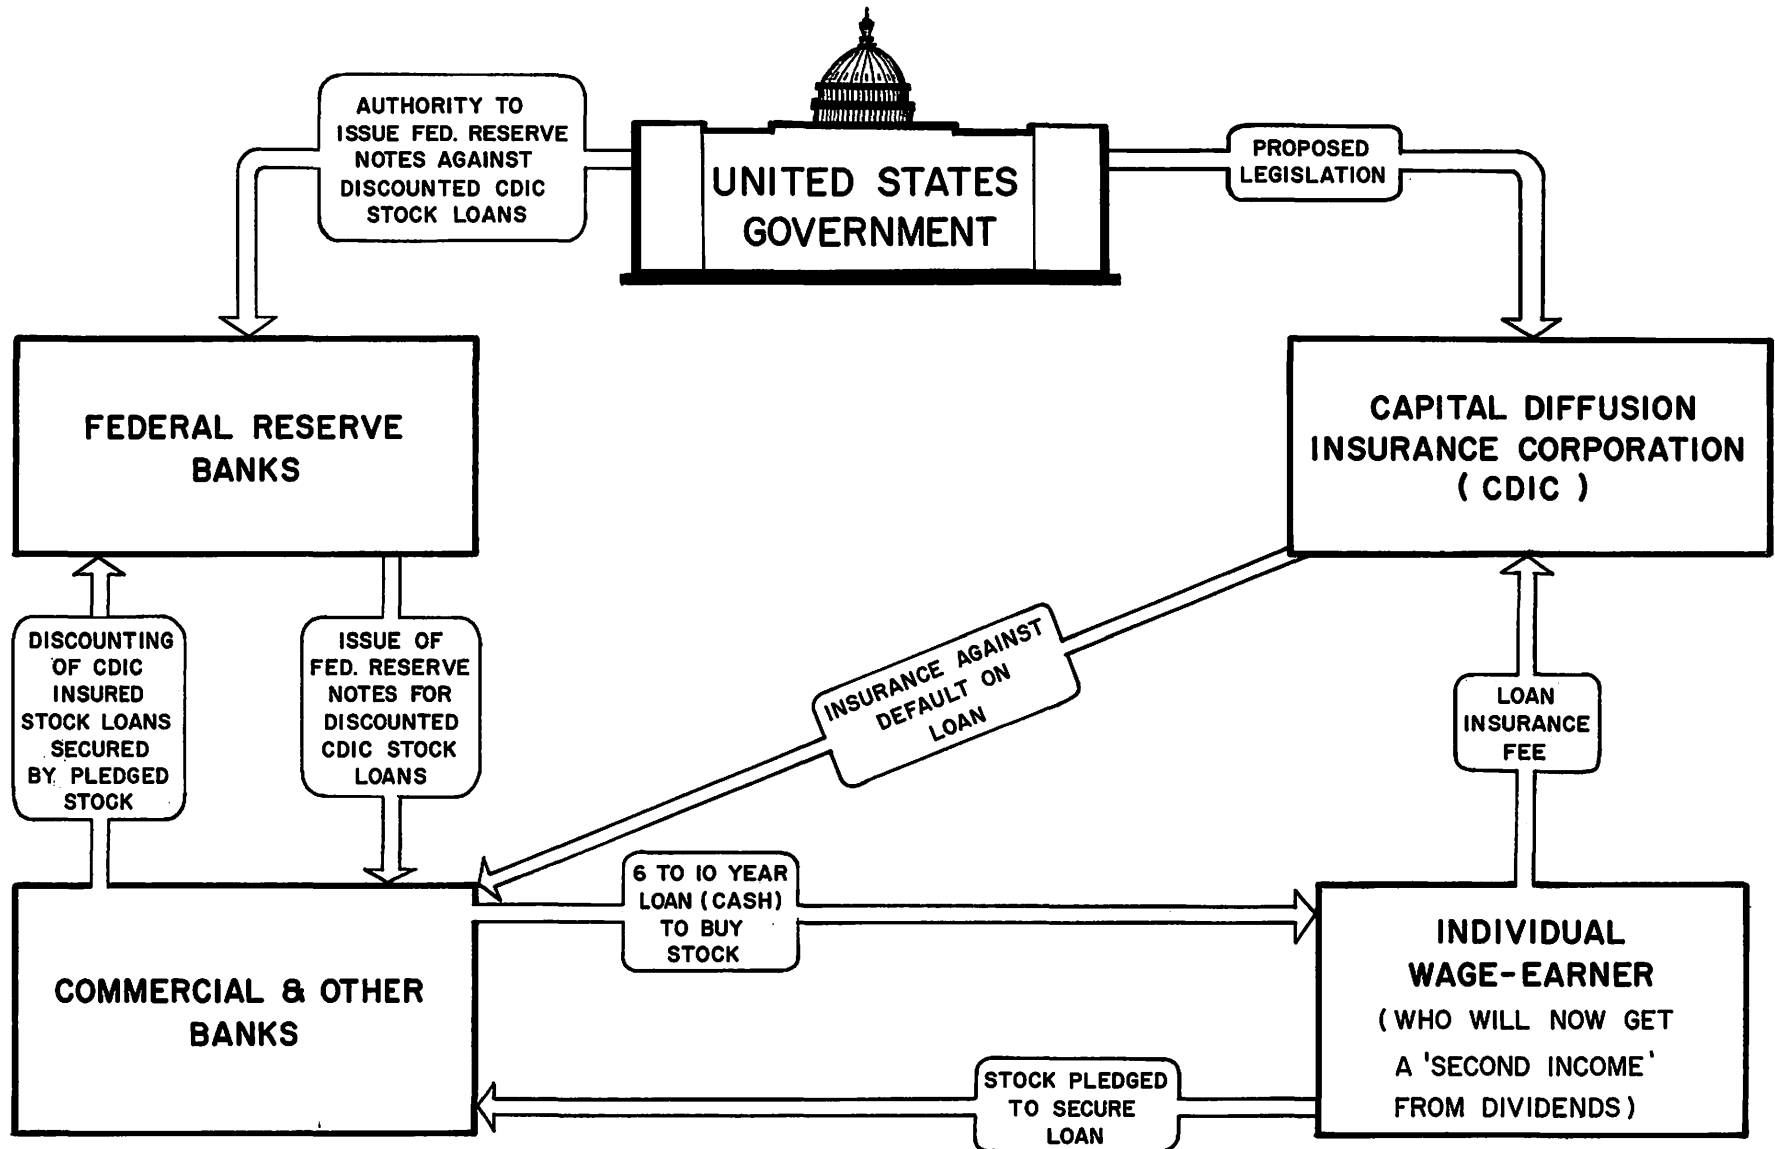 AUTHORITY TO
ISSUE FED. RESERVE
NOTES AGAINST
DISCOUNTED CDIC
STOCK LOANS
UNITED STATES
GOVERNMENT
PROPOSED
LEGISLATION
FEDERAL RESERVE
BANKS
CAPITAL DIFFUSION
INSURANCE CORPORATION
( CDIC )
DISCOUNTING
OF CDIC
INSURED
STOCK LOANS
SECURED
BY PLEDGED
STOCK
ISSUE OF
FED. RESERVE
NOTES FOR
DISCOUNTED
CDIC STOCK
LOANS
INSURANCE AGAINST
DEFAULT ON
LOAN
LOAN
INSURANCE
FEE
6 TO 10 YEAR
LOAN (CASH)
TO BUY
STOCK
COMMERCIAL & OTHER
BANKS
INDIVIDUAL
WAGE-EARNER
(WHO WILL NOW GET
A 'SECOND INCOME'
FROM DIVIDENDS)
STOCK PLEDGED
TO SECURE
LOAN